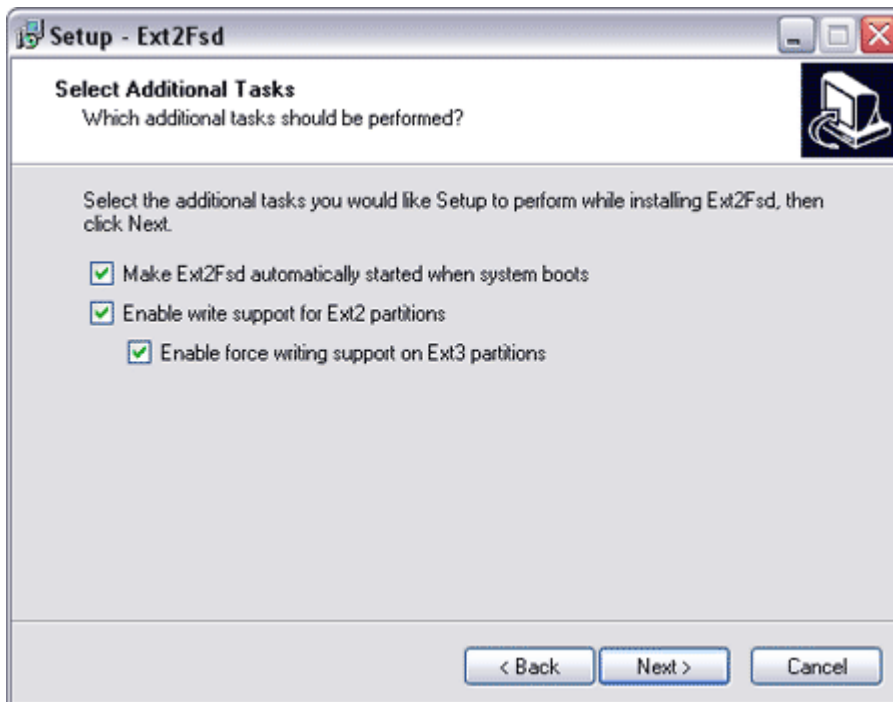 Setup - Ext2Fsd
Select Additional Tasks
Which additional tasks should be performed?
Select the additional tasks you would like Setup to perform while installing Ext2Fsd, then
click Next.
Make Ext2Fsd automatically started when system boots
Enable write support for Ext2 partitions
Enable force writing support on Ext3 partitions
< Back
Next >
Cancel